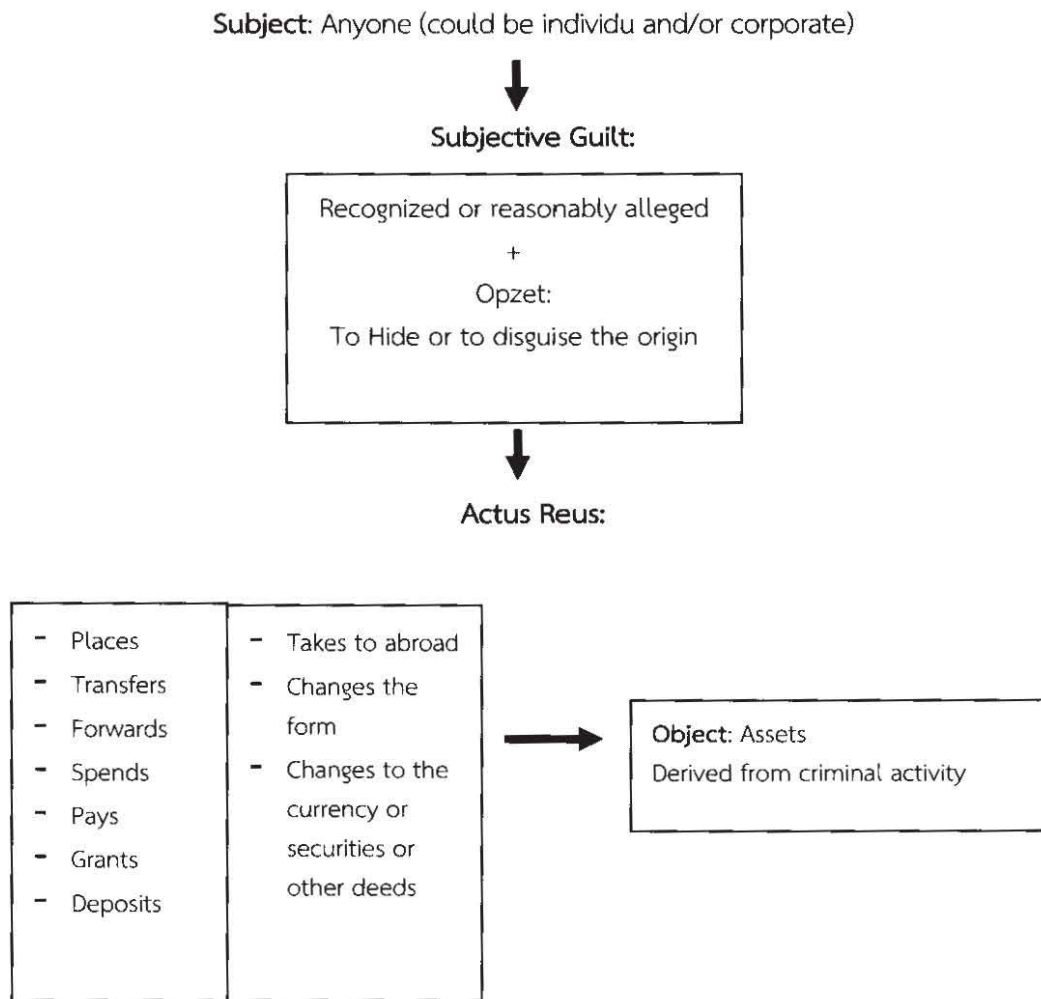 Subject: Anyone (could be individu and/or corporate)
Subjective Guilt:
Recognized or reasonably alleged
+
Opzet:
To Hide or to disguise the origin
Actus Reus:
- Places
- Transfers
- Forwards
- Spends
- Pays
- Grants
- Deposits
- Takes to abroad
- Changes the
form
- Changes to the
currency or
securities or
other deeds
Object: Assets
Derived from criminal activity